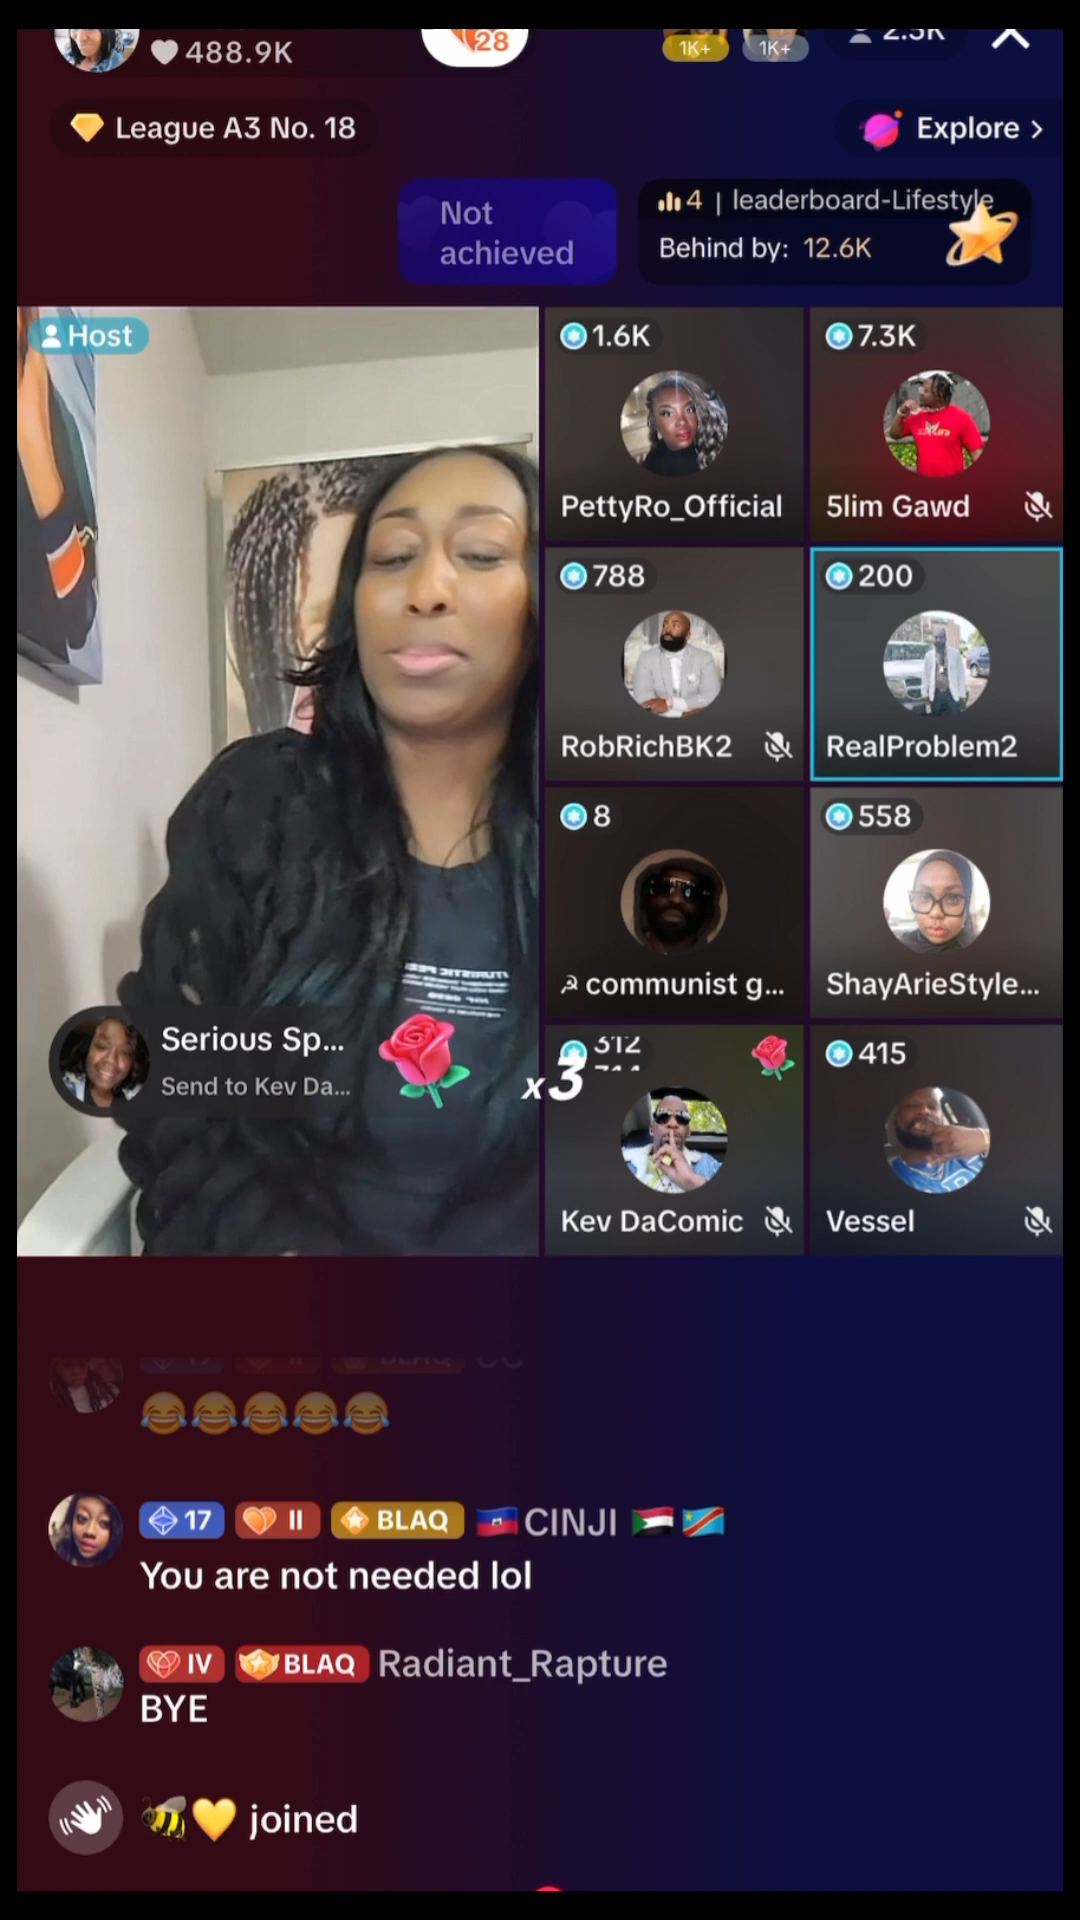 488.9K
28
1K+
1K+
2.5K
League A3 No. 18
Explore >
Not
achieved
4 | leaderboard-Lifestyle
Behind by: 12.6K
Host
1.6K
PettyRo_Official
7.3K
5lim Gawd
788
RobRichBK2
200
RealProblem2
8
☭ communist g...
558
ShayArieStyle...
Serious Sp...
Send to Kev Da...
x3
312
Kev DaComic
415
Vessel
😂😂😂😂😂
17 II BLAQ 🇭🇹CINJI 🇸🇩 🇨🇩
You are not needed lol
IV BLAQ Radiant_Rapture
BYE
🐝💛 joined